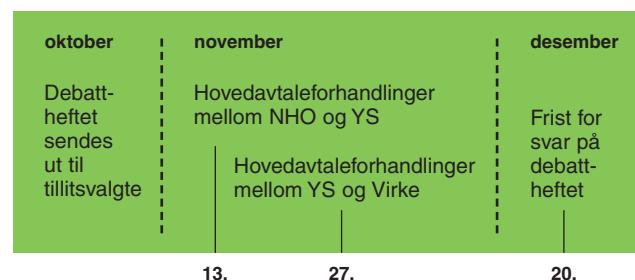 oktober
Debatt-
heftet
sendes
ut til
tillitsvalgte
november
Hovedavtaleforhandlinger
mellom NHO og YS
Hovedavtaleforhandlinger
mellom YS og Virke
desember
Frist for
svar på
debatt-
heftet
13.
27.
20.